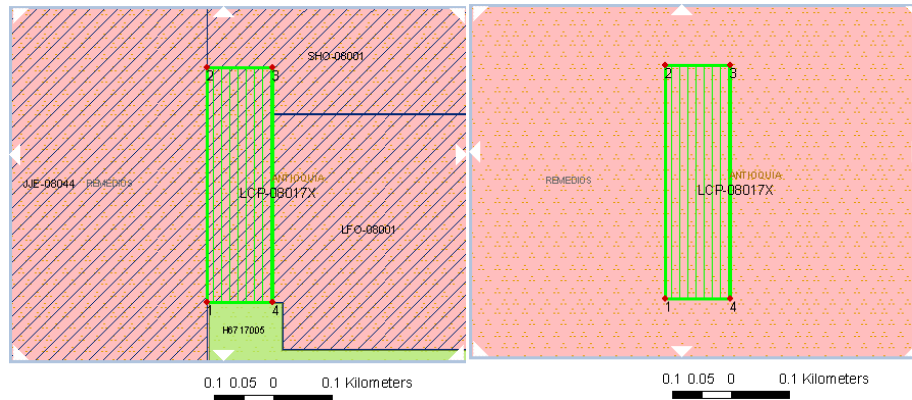 SHO-08001
2 3
ANTIOQUIA
JJE-08044 REMEDIOS
LCP-08017X
LFO-08001
1 4
H6717005
0.1 0.05 0 0.1 Kilometers
2 3
ANTIOQUIA
REMEDIOS
LCP-08017X
1 4
0.1 0.05 0 0.1 Kilometers